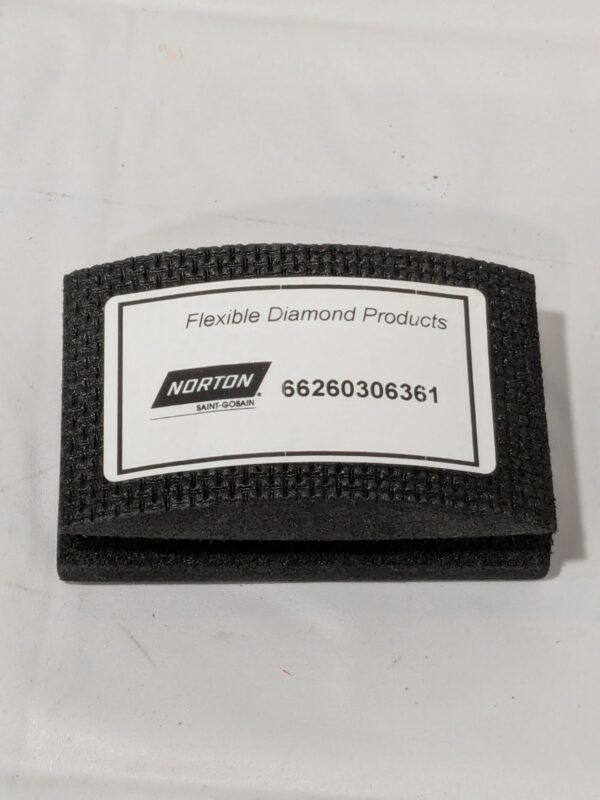 Flexible Diamond Products
NORTON®
SAINT-GOBAIN
66260306361